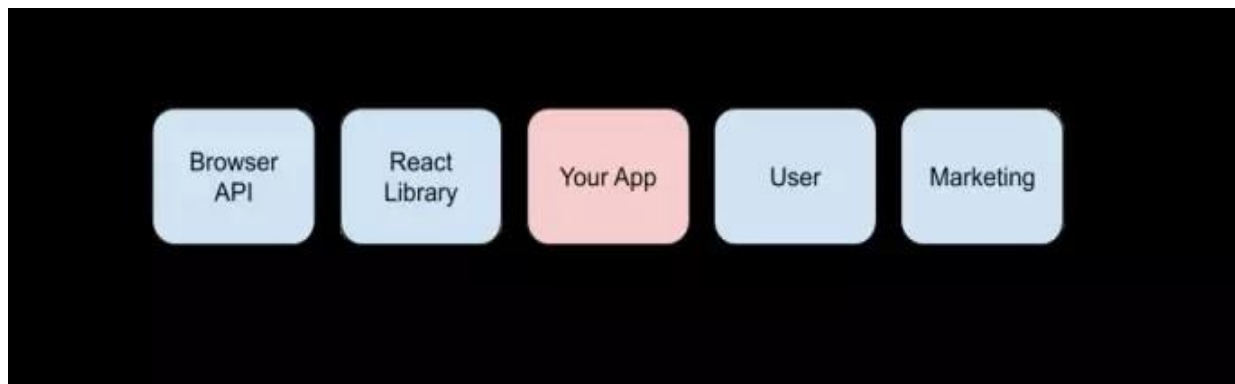 Browser
API
React
Library
Your App
User
Marketing